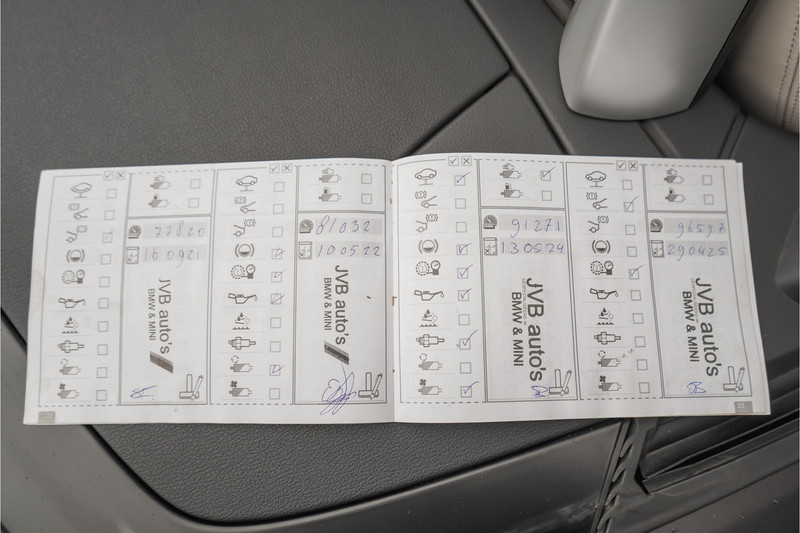 77820
160921
JVB auto's
BMW & MINI
81032
100522
JVB auto's
BMW & MINI
91271
130524
JVB auto's
BMW & MINI
96597
290425
JVB auto's
BMW & MINI